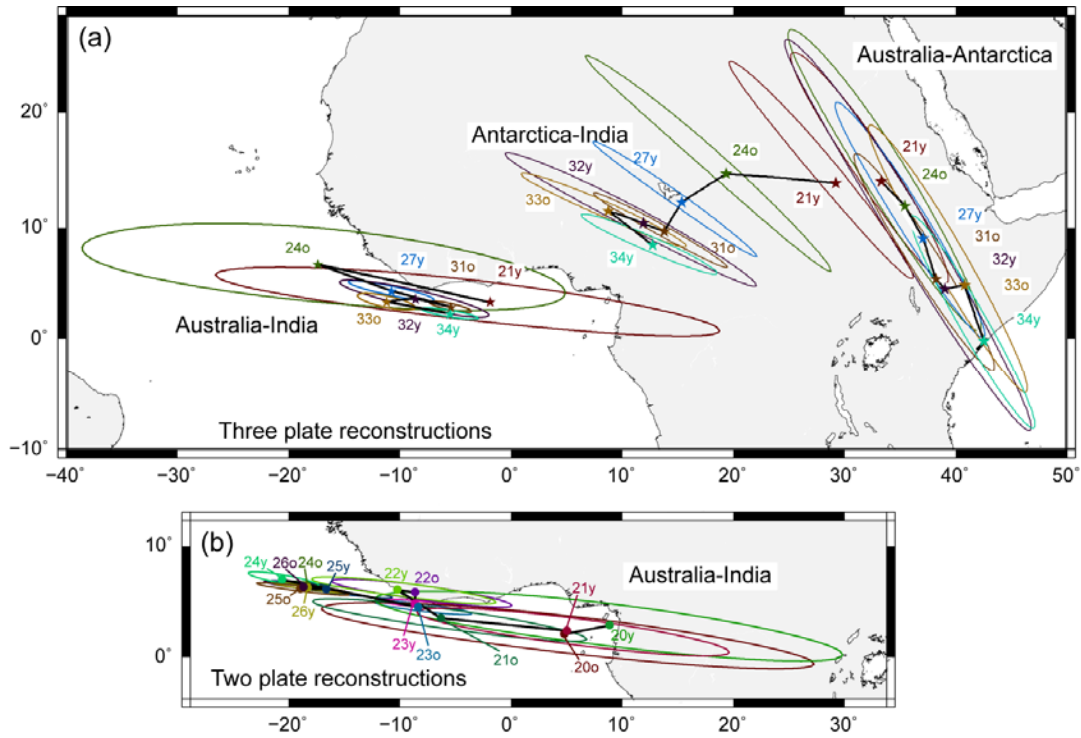 (a)
Australia-Antarctica
20°
Antarctica-India
24o
21y
32y
27y
21y
24o
33o
10°
27y
24o
31o
34y
31o
27y
31o
21y
32y
33o
32y
34y
34y
Australia-India
0°
Three plate reconstructions
−10°
−40 −30° −20° −10° 0° 10° 20° 30° 40° 50°
(b)
10°
24y 26o 24o 25y 22y 22o
Australia-India
21y
20y
25o
26y
23y
23o
21o
20o
0°
Two plate reconstructions
−20° −10° 0° 10° 20° 30°